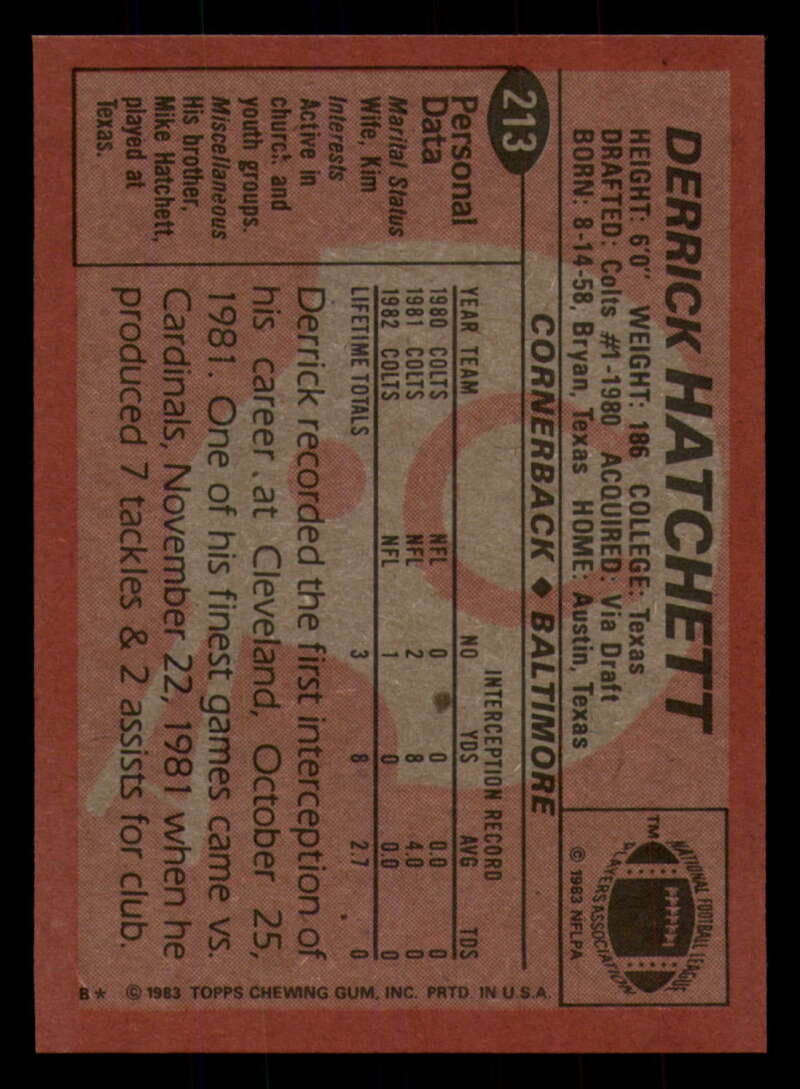 DERRICK HATCHETT
HEIGHT: 6'0" WEIGHT: 186 COLLEGE: Texas
DRAFTED: Colts #1-1980 ACQUIRED: Via Draft
BORN: 8-14-58, Bryan, Texas HOME: Austin, Texas
213
CORNERBACK ♦ BALTIMORE
TM
NATIONAL FOOTBALL LEAGUE
PLAYERS ASSOCIATION
© 1983 NFLPA
Personal
Data
Marital Status
Wife, Kim
Interests
Active in
church and
youth groups.
Miscellaneous
His brother,
Mike Hatchett,
played at
Texas.
INTERCEPTION RECORD
YEAR TEAM NO YDS AVG TDS
1980 COLTS NFL 0 0 0.0 0
1981 COLTS NFL 2 8 4.0 0
1982 COLTS NFL 1 0 0.0 0
LIFETIME TOTALS 3 8 2.7 0
Derrick recorded the first interception of
his career at Cleveland, October 25,
1981. One of his finest games came vs.
Cardinals, November 22, 1981 when he
produced 7 tackles & 2 assists for club.
B* © 1983 TOPPS CHEWING GUM, INC. PRTD. IN U.S.A.